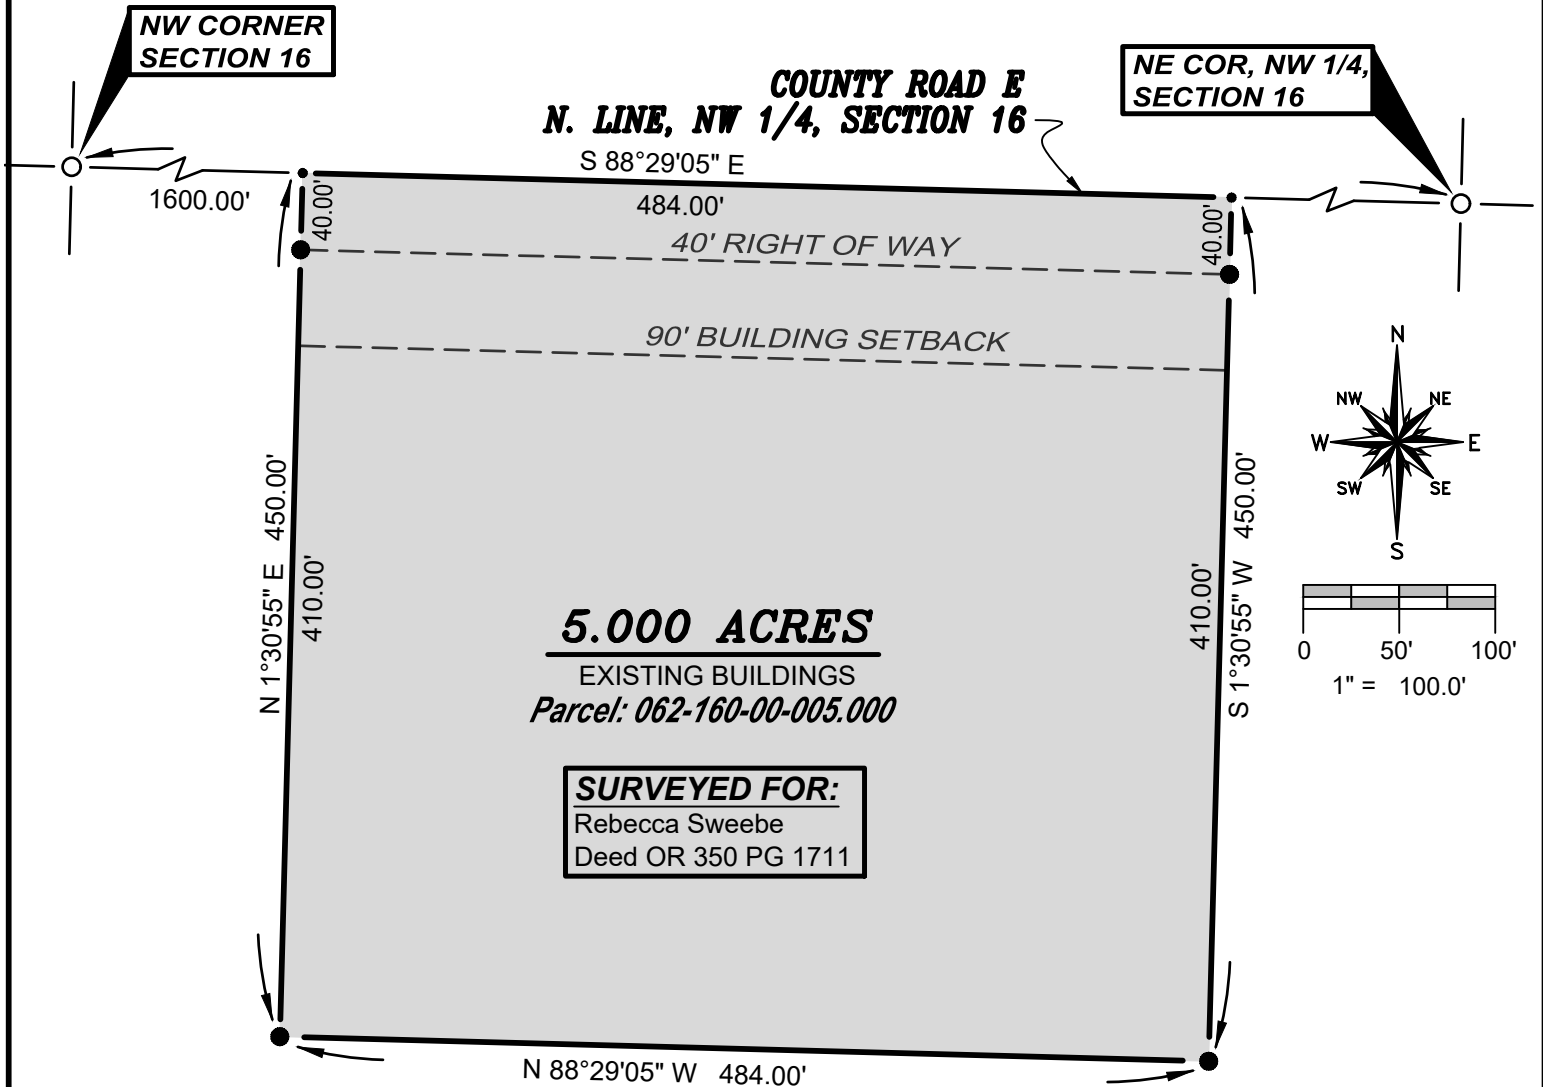 NW CORNER
SECTION 16
COUNTY ROAD E
N. LINE, NW 1/4, SECTION 16
NE COR, NW 1/4,
SECTION 16
S 88°29'05" E
1600.00'
40.00'
484.00'
40.00'
40' RIGHT OF WAY
90' BUILDING SETBACK
N
NW
NE
W
E
SW
SE
S
N 1°30'55" E 450.00'
410.00'
410.00'
S 1°30'55" W 450.00'
0 50' 100'
1" = 100.0'
5.000 ACRES
EXISTING BUILDINGS
Parcel: 062-160-00-005.000
SURVEYED FOR:
Rebecca Sweebe
Deed OR 350 PG 1711
N 88°29'05" W 484.00'